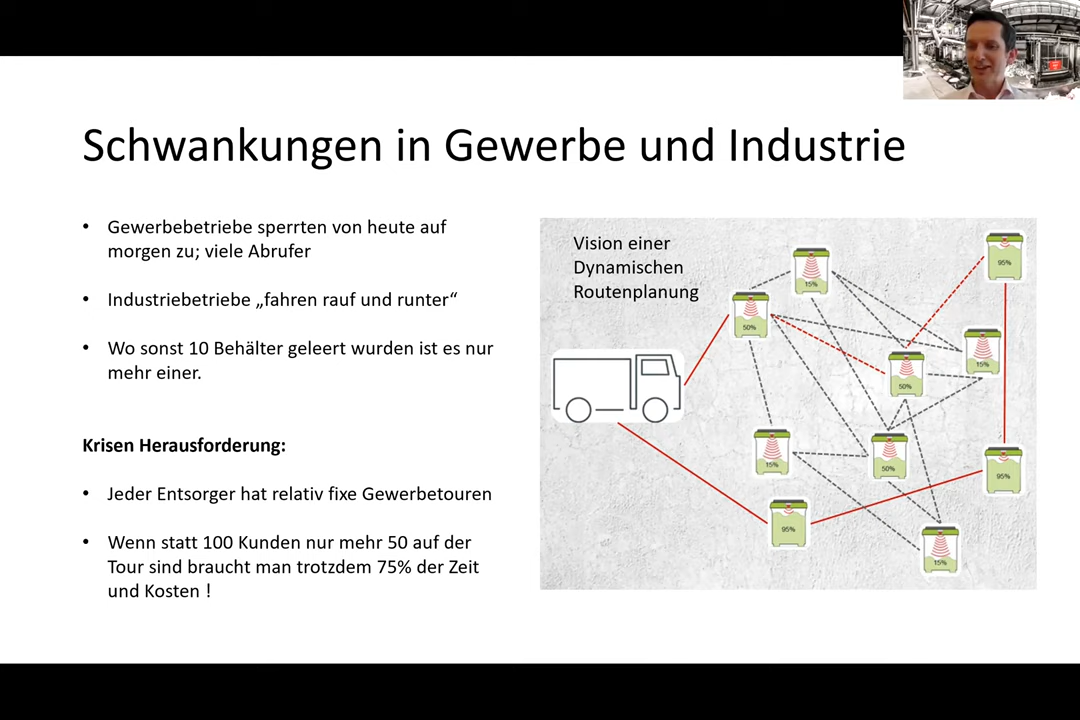 Schwankungen in Gewerbe und Industrie
• Gewerbebetriebe sperrten von heute auf
morgen zu; viele Abrufer
• Industriebetriebe „fahren rauf und runter“
• Wo sonst 10 Behälter geleert wurden ist es nur
mehr einer.
Krisen Herausforderung:
• Jeder Entsorger hat relativ fixe Gewerbetouren
• Wenn statt 100 Kunden nur mehr 50 auf der
Tour sind braucht man trotzdem 75% der Zeit
und Kosten !
Vision einer
Dynamischen
Routenplanung
95%
15%
50%
15%
50%
15%
50%
95%
95%
15%